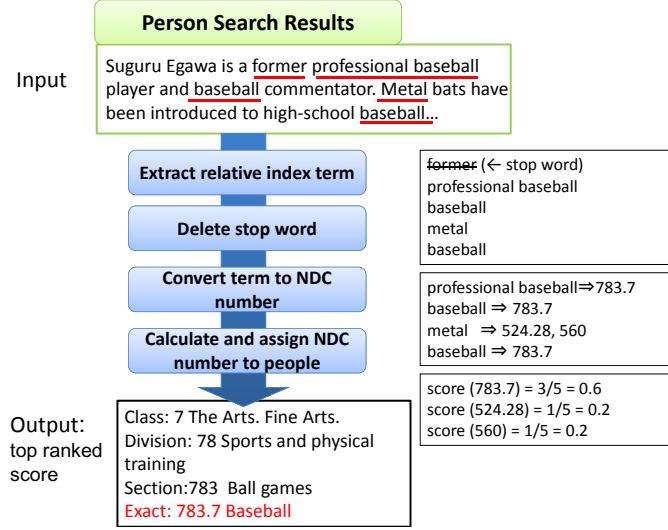 Person Search Results
Input
Suguru Egawa is a former professional baseball
player and baseball commentator. Metal bats have
been introduced to high-school baseball…
Extract relative index term
former (← stop word)
professional baseball
baseball
metal
baseball
Delete stop word
Convert term to NDC
number
professional baseball⇒783.7
baseball ⇒ 783.7
metal ⇒ 524.28, 560
baseball ⇒ 783.7
Calculate and assign NDC
number to people
score (783.7) = 3/5 = 0.6
score (524.28) = 1/5 = 0.2
score (560) = 1/5 = 0.2
Output:
top ranked
score
Class: 7 The Arts. Fine Arts.
Division: 78 Sports and physical
training
Section:783 Ball games
Exact: 783.7 Baseball